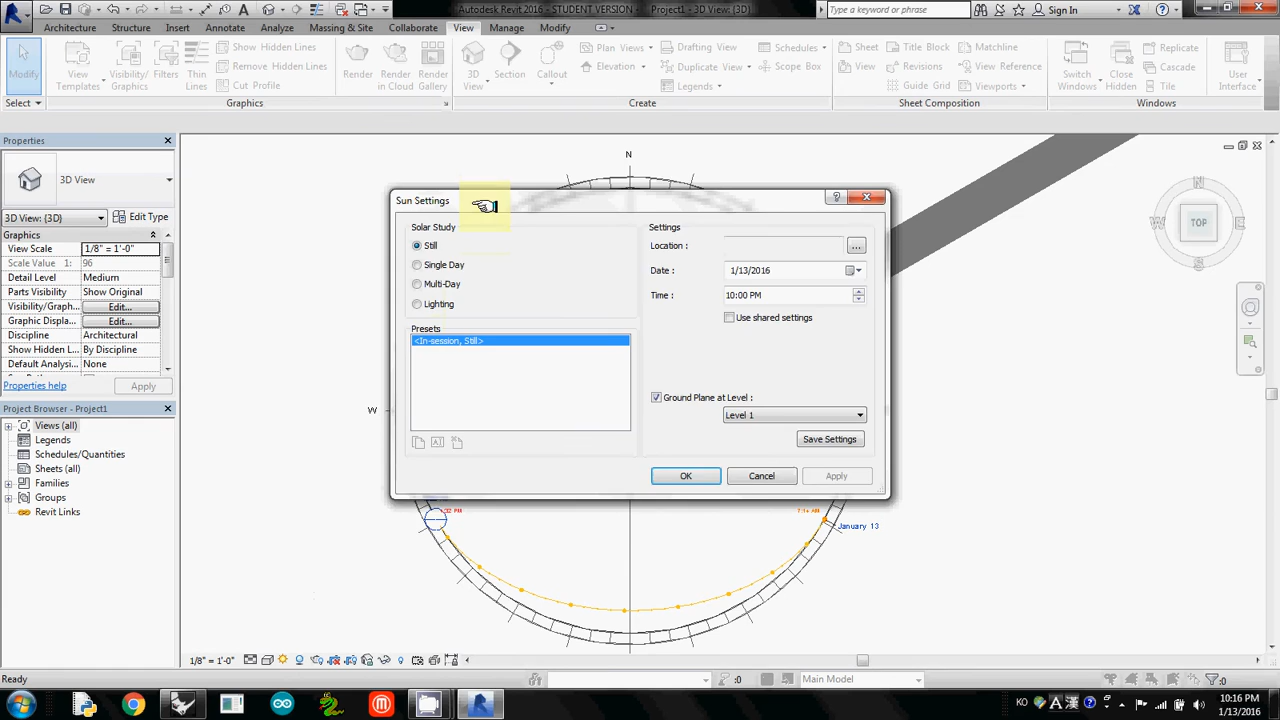 Autodesk Revit 2016 - STUDENT VERSION - Project1 - 3D View: {3D}
Type a keyword or phrase
Sign In
Architecture Structure Insert Annotate Analyze Massing & Site Collaborate View Manage Modify
Modify
View Templates
Visibility/ Graphics
Filters
Thin Lines
Show Hidden Lines
Remove Hidden Lines
Cut Profile
Render
Render in Cloud
Render Gallery
3D View
Section
Callout
Plan Views
Elevation
Drafting View
Duplicate View
Legends
Schedules
Scope Box
Sheet
View
Title Block
Revisions
Guide Grid
Matchline
View Reference
Viewports
Switch Windows
Close Hidden
Replicate
Cascade
Tile
User Interface
Select
Graphics
Create
Sheet Composition
Windows
Properties
3D View
3D View: {3D}
Edit Type
Graphics
View Scale 1/8" = 1'-0"
Scale Value 1: 96
Detail Level Medium
Parts Visibility Show Original
Visibility/Graph... Edit...
Graphic Displa... Edit...
Discipline Architectural
Show Hidden L... By Discipline
Default Analysi... None
Properties help
Apply
Project Browser - Project1
Views (all)
Legends
Schedules/Quantities
Sheets (all)
Families
Groups
Revit Links
N
W
N
W
TOP
E
S
Sun Settings
Solar Study
Still
Single Day
Multi-Day
Lighting
Presets
<In-session, Still>
Settings
Location :
...
Date : 1/13/2016
Time : 10:00 PM
Use shared settings
Ground Plane at Level :
Level 1
Save Settings
OK
Cancel
Apply
January 13
1/8" = 1'-0"
Ready
:0
Main Model
:0
KO
10:16 PM
1/13/2016